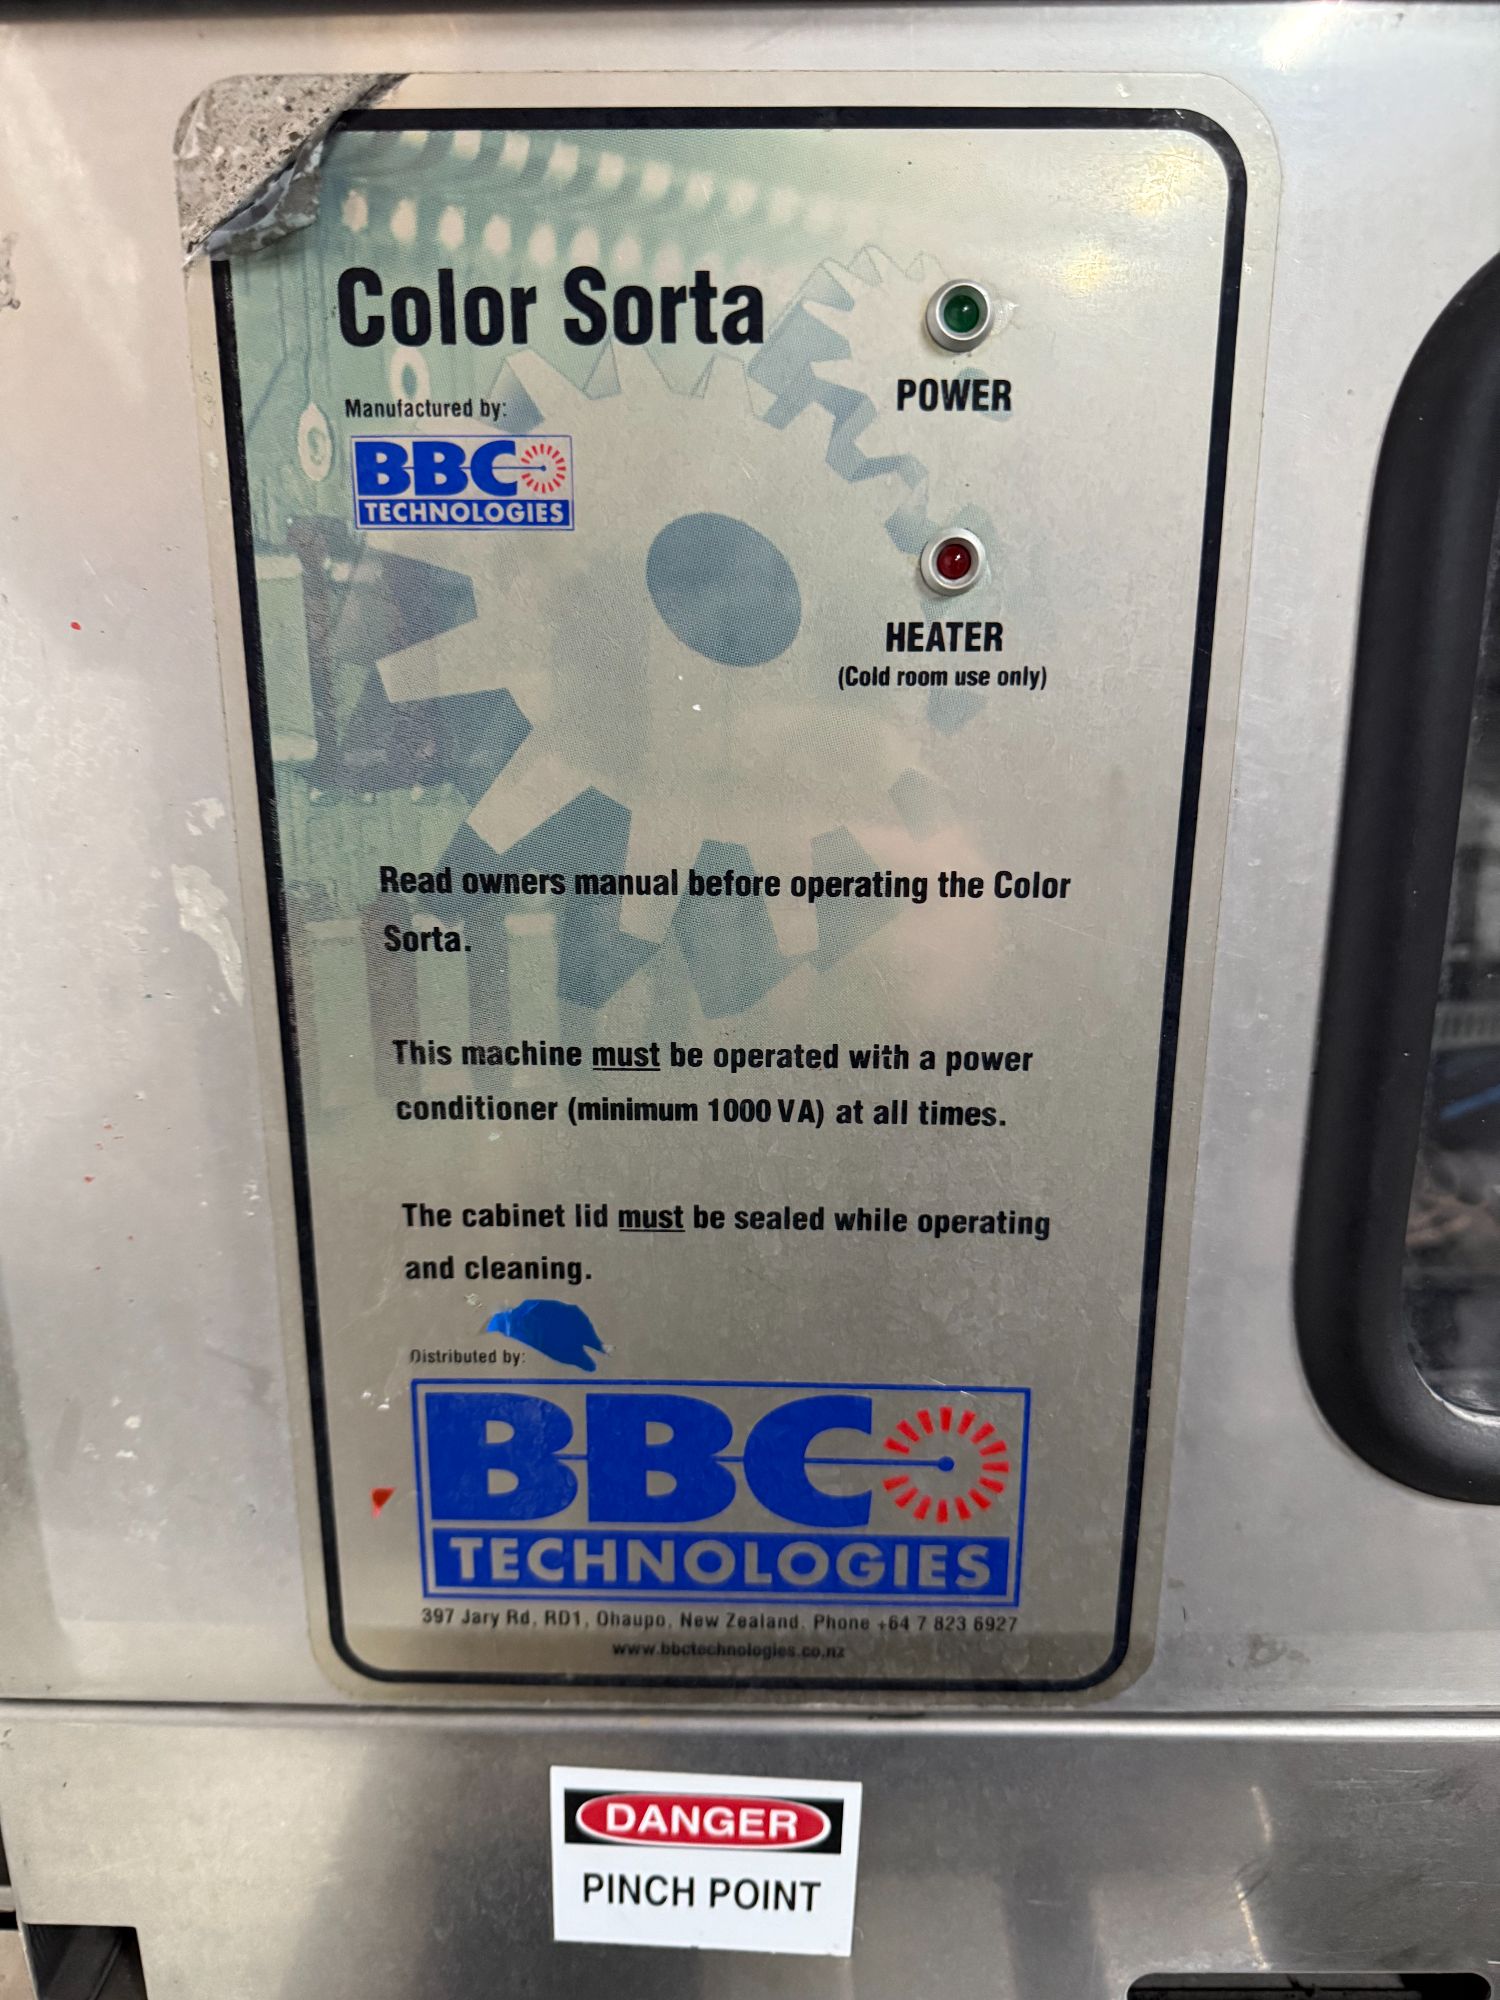 Color Sorta
POWER
Manufactured by:
BBC
TECHNOLOGIES
HEATER
(Cold room use only)
Read owners manual before operating the Color
Sorta.
This machine must be operated with a power
conditioner (minimum 1000 VA) at all times.
The cabinet lid must be sealed while operating
and cleaning.
Distributed by:
BBC
TECHNOLOGIES
397 Jary Rd, RD1, Ohaupo, New Zealand. Phone +64 7 823 6927
www.bbctechnologies.co.nz
DANGER
PINCH POINT